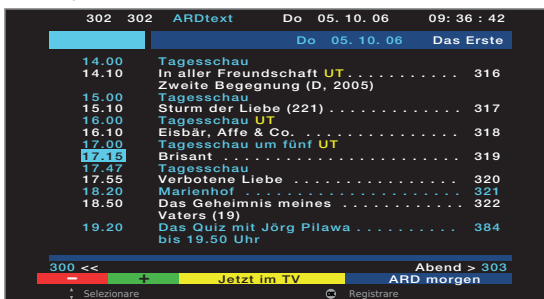 302 302 ARDtext Do 05. 10. 06 09: 36 : 42
Do 05. 10. 06 Das Erste
14.00 Tagesschau
14.10 In aller Freundschaft UT........... 316
Zweite Begegnung (D, 2005)
15.00 Tagesschau
15.10 Sturm der Liebe (221) ........... 317
16.00 Tagesschau UT
16.10 Eisbär, Affe & Co. ............. 318
17.00 Tagesschau um fünf UT
17.15 Brisant ..................... 319
17.47 Tagesschau
17.55 Verbotene Liebe .............. 320
18.20 Marienhof ................... 321
18.50 Das Geheimnis meines .......... 322
Vaters (19)
19.20 Das Quiz mit Jörg Pilawa......... 384
bis 19.50 Uhr
300 << Abend > 303
− + Jetzt im TV ARD morgen
Selezionare Registrare